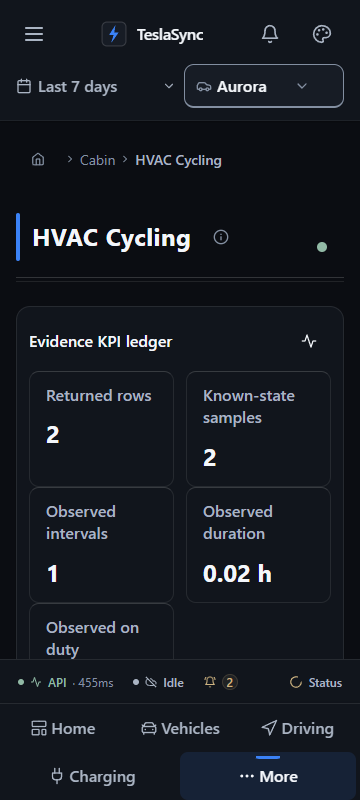 TeslaSync
Last 7 days
Aurora
Cabin
HVAC Cycling
HVAC Cycling
Evidence KPI ledger
Returned rows
2
Known-state
samples
2
Observed
intervals
1
Observed
duration
0.02 h
Observed on
duty
API · 455ms
Idle
2
Status
Home
Vehicles
Driving
Charging
More